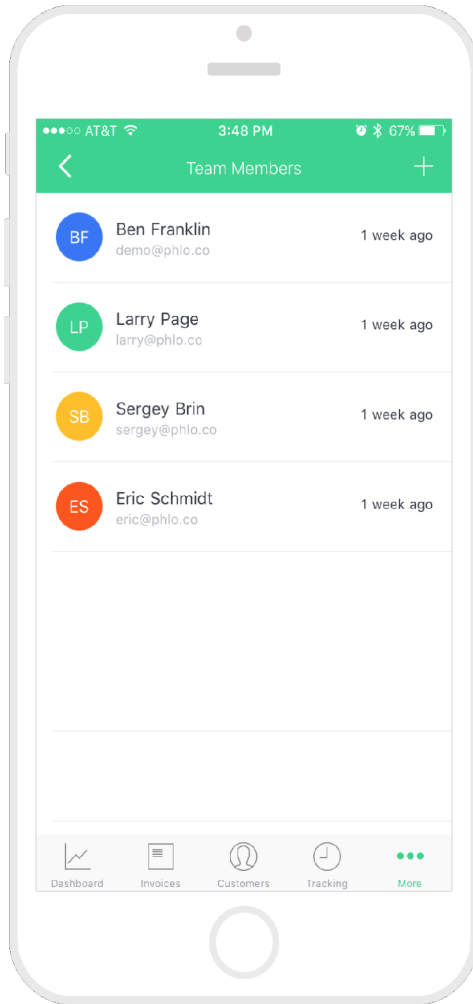 AT&T 3:48 PM 67%
Team Members
BF Ben Franklin 1 week ago
demo@phlo.co
LP Larry Page 1 week ago
larry@phlo.co
SB Sergey Brin 1 week ago
sergey@phlo.co
ES Eric Schmidt 1 week ago
eric@phlo.co
Dashboard Invoices Customers Tracking More